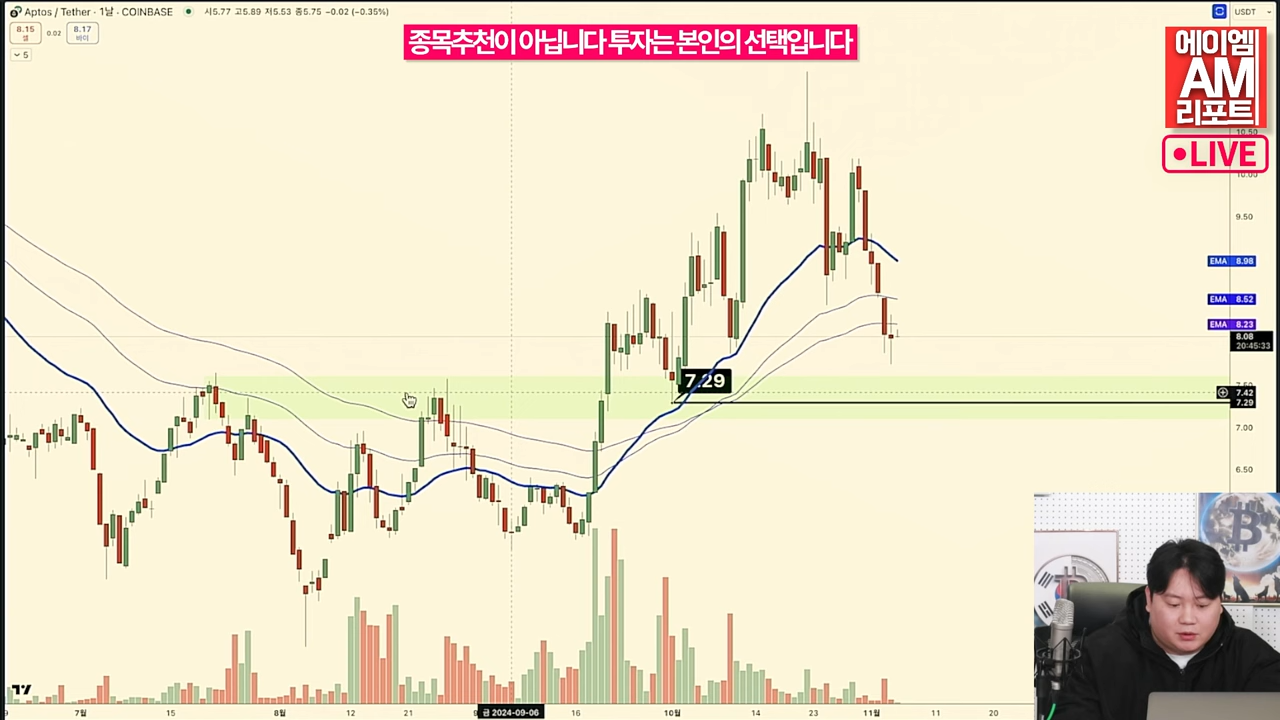 Aptos / Tether · 1날 · COINBASE 시5.77 고5.89 저5.53 종5.75 −0.02 (−0.35%)
USDT
8.15
셀
0.02
8.17
바이
5
종목추천이 아닙니다 투자는 본인의 선택입니다
에이엠
AM
리포트
LIVE
10.50
10.00
9.50
EMA 8.98
EMA 8.52
EMA 8.23
8.08
20:45:33
7.50
7.42
7.29
7.29
7.00
6.50
7월
15
8월
12
21
금 2024-09-06
16
10월
14
23
11월
11
20